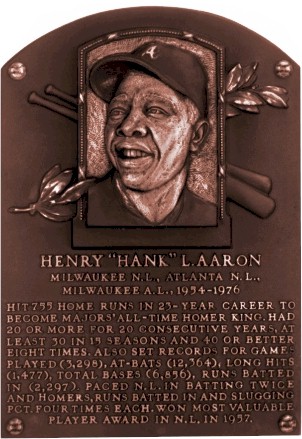 A
HENRY "HANK" L. AARON
MILWAUKEE N.L., ATLANTA N.L.,
MILWAUKEE A.L., 1954-1976
HIT 755 HOME RUNS IN 23-YEAR CAREER TO
BECOME MAJORS' ALL-TIME HOMER KING. HAD
20 OR MORE FOR 20 CONSECUTIVE YEARS, AT
LEAST 30 IN 15 SEASONS AND 40 OR BETTER
EIGHT TIMES. ALSO SET RECORDS FOR GAMES
PLAYED (3,298), AT-BATS (12,364), LONG HITS
(1,477), TOTAL BASES (6,856), RUNS BATTED
IN (2,297). PACED N.L. IN BATTING TWICE
AND HOMERS, RUNS BATTED IN AND SLUGGING
PCT. FOUR TIMES EACH. WON MOST VALUABLE
PLAYER AWARD IN N.L. IN 1957.